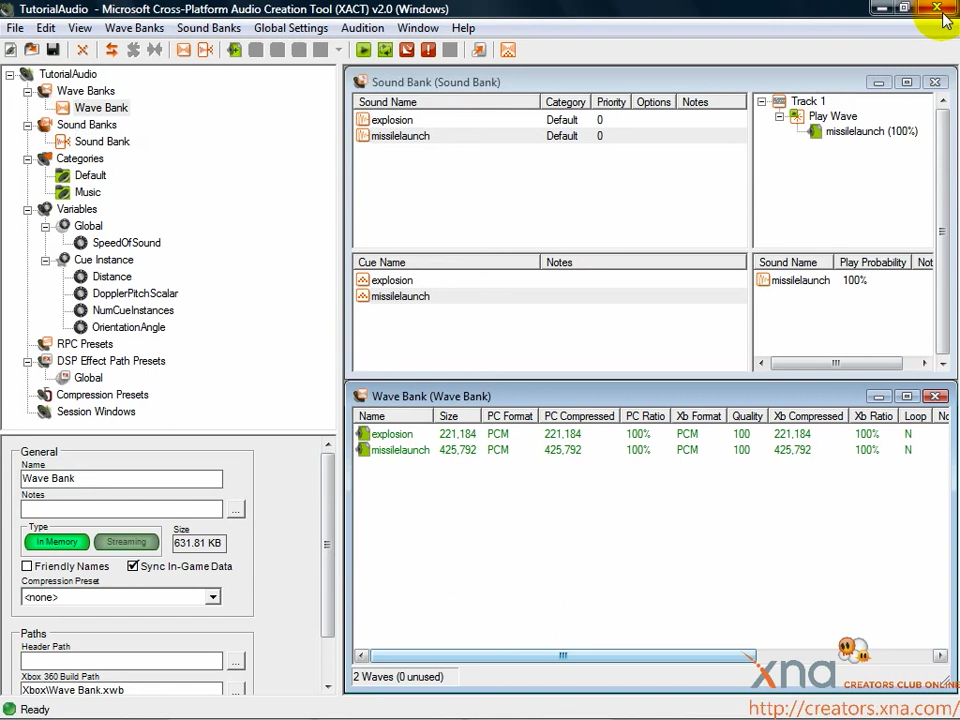 TutorialAudio - Microsoft Cross-Platform Audio Creation Tool (XACT) v2.0 (Windows)
File Edit View Wave Banks Sound Banks Global Settings Audition Window Help
TutorialAudio
Wave Banks
Wave Bank
Sound Banks
Sound Bank
Categories
Default
Music
Variables
Global
SpeedOfSound
Cue Instance
Distance
DopplerPitchScalar
NumCueInstances
OrientationAngle
RPC Presets
DSP Effect Path Presets
Global
Compression Presets
Session Windows
General
Name
Wave Bank
Notes
...
Type
In Memory Streaming
Size
631.81 KB
Friendly Names Sync In-Game Data
Compression Preset
<none>
Paths
Header Path
...
Xbox 360 Build Path
Xbox\Wave Bank.xwb
...
Sound Bank (Sound Bank)
Sound Name Category Priority Options Notes
explosion Default 0
missilelaunch Default 0
Track 1
Play Wave
missilelaunch (100%)
Cue Name Notes
explosion
missilelaunch
Sound Name Play Probability Not
missilelaunch 100%
Wave Bank (Wave Bank)
Name Size PC Format PC Compressed PC Ratio Xb Format Quality Xb Compressed Xb Ratio Loop No
explosion 221,184 PCM 221,184 100% PCM 100 221,184 100% N
missilelaunch 425,792 PCM 425,792 100% PCM 100 425,792 100% N
2 Waves (0 unused)
xna CREATORS CLUB ONLINE
http://creators.xna.com/
Ready